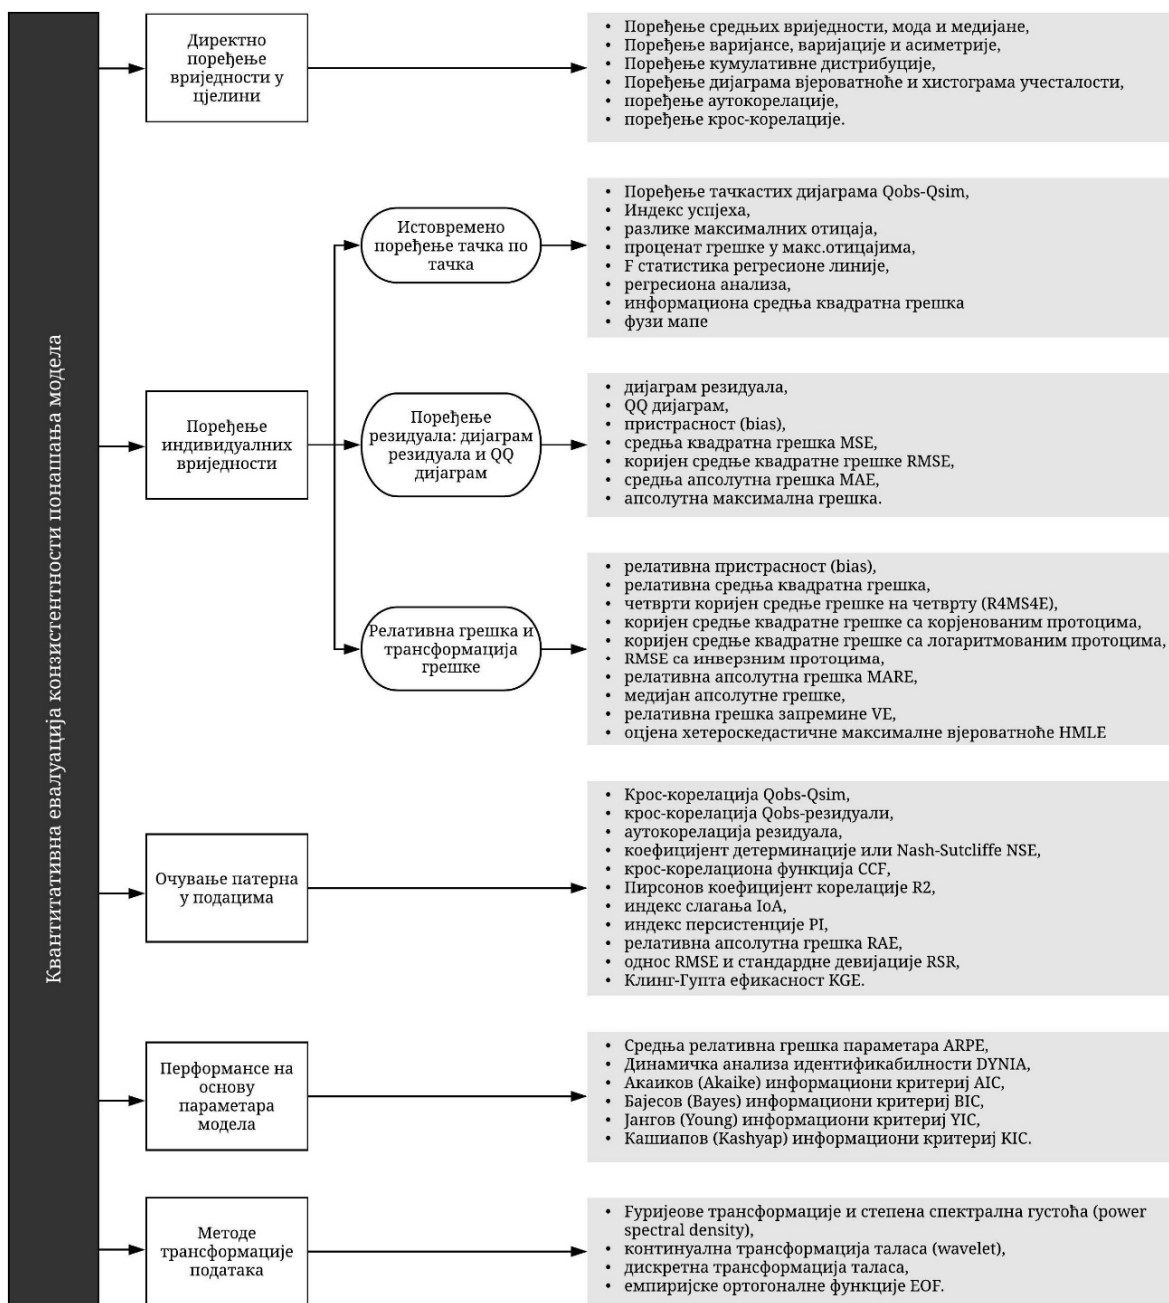 Квантитативна евалуација конзистентности понашања модела
Директно
поређење
вриједности у
цјелини
• Поређење средњих вриједности, мода и медијане,
• Поређење варијансе, варијације и асиметрије,
• Поређење кумулативне дистрибуције,
• Поређење дијаграма вјероватноће и хистограма учесталости,
• поређење аутокорелације,
• поређење крос-корелације.
Поређење
индивидуалних
вриједности
Истовремено
поређење тачка по
тачка
• Поређење тачкастих дијаграма Qobs-Qsim,
• Индекс успјеха,
• разлике максималних отицаја,
• проценат грешке у макс.отицајима,
• F статистика регресионе линије,
• регресиона анализа,
• информациона средња квадратна грешка
• фузи мапе
Поређење
резидуала: дијаграм
резидуала и QQ
дијаграм
• дијаграм резидуала,
• QQ дијаграм,
• пристрасност (bias),
• средња квадратна грешка MSE,
• коријен средње квадратне грешке RMSE,
• средња апсолутна грешка MAE,
• апсолутна максимална грешка.
Релативна грешка и
трансформација
грешке
• релативна пристрасност (bias),
• релативна средња квадратна грешка,
• четврти коријен средње грешке на четврту (R4MS4E),
• коријен средње квадратне грешке са корјенованим протоцима,
• коријен средње квадратне грешке са логаритмованим протоцима,
• RMSE са инверзним протоцима,
• релативна апсолутна грешка MARE,
• медијан апсолутне грешке,
• релативна грешка запремине VE,
• оцјена хетероскедастичне максималне вјероватноће HMLE
Очување патерна
у подацима
• Крос-корелација Qobs-Qsim,
• крос-корелација Qobs-резидуали,
• аутокорелација резидуала,
• коефицијент детерминације или Nash-Sutcliffe NSE,
• крос-корелациона функција CCF,
• Пирсонов коефицијент корелације R2,
• индекс слагања IoA,
• индекс персистенције PI,
• релативна апсолутна грешка RAE,
• однос RMSE и стандардне девијације RSR,
• Клинг-Гупта ефикасност KGE.
Перформансе на
основу
параметара
модела
• Средња релативна грешка параметара ARPE,
• Динамичка анализа идентификабилности DYNIA,
• Акаиков (Akaike) информациони критериј AIC,
• Бајесов (Bayes) информациони критериј BIC,
• Јангов (Young) информациони критериј YIC,
• Кашиапов (Kashyap) информациони критериј KIC.
Методе
трансформације
података
• Fуријеове трансформације и степена спектрална густоћа (power
spectral density),
• континуална трансформација таласа (wavelet),
• дискретна трансформација таласа,
• емпиријске ортогоналне функције EOF.